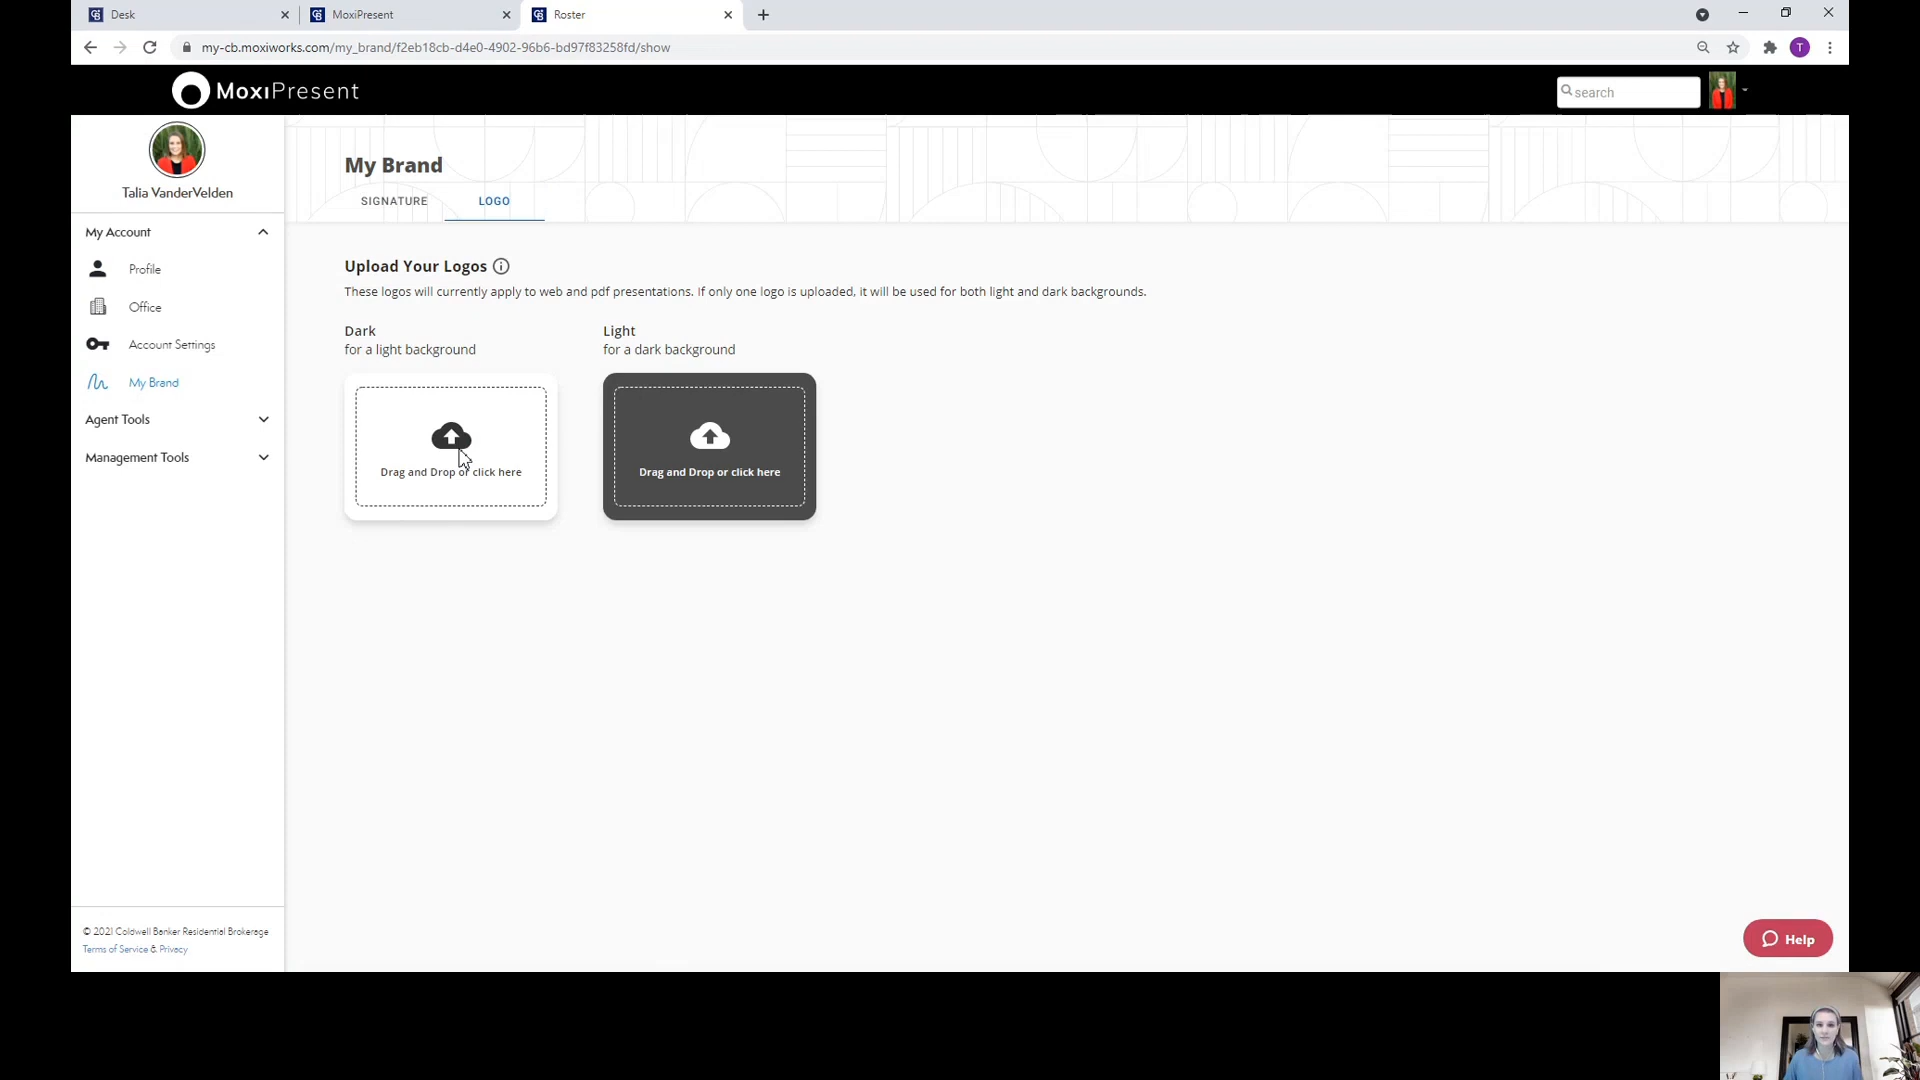 Desk
MoxiPresent
Roster
my-cb.moxiworks.com/my_brand/f2eb18cb-d4e0-4902-96b6-bd97f83258fd/show
T
MoxiPresent
search
Talia VanderVelden
My Account
Profile
Office
Account Settings
My Brand
Agent Tools
Management Tools
© 2021 Coldwell Banker Residential Brokerage
Terms of Service & Privacy
My Brand
SIGNATURE
LOGO
Upload Your Logos
These logos will currently apply to web and pdf presentations. If only one logo is uploaded, it will be used for both light and dark backgrounds.
Dark
for a light background
Drag and Drop or click here
Light
for a dark background
Drag and Drop or click here
Help